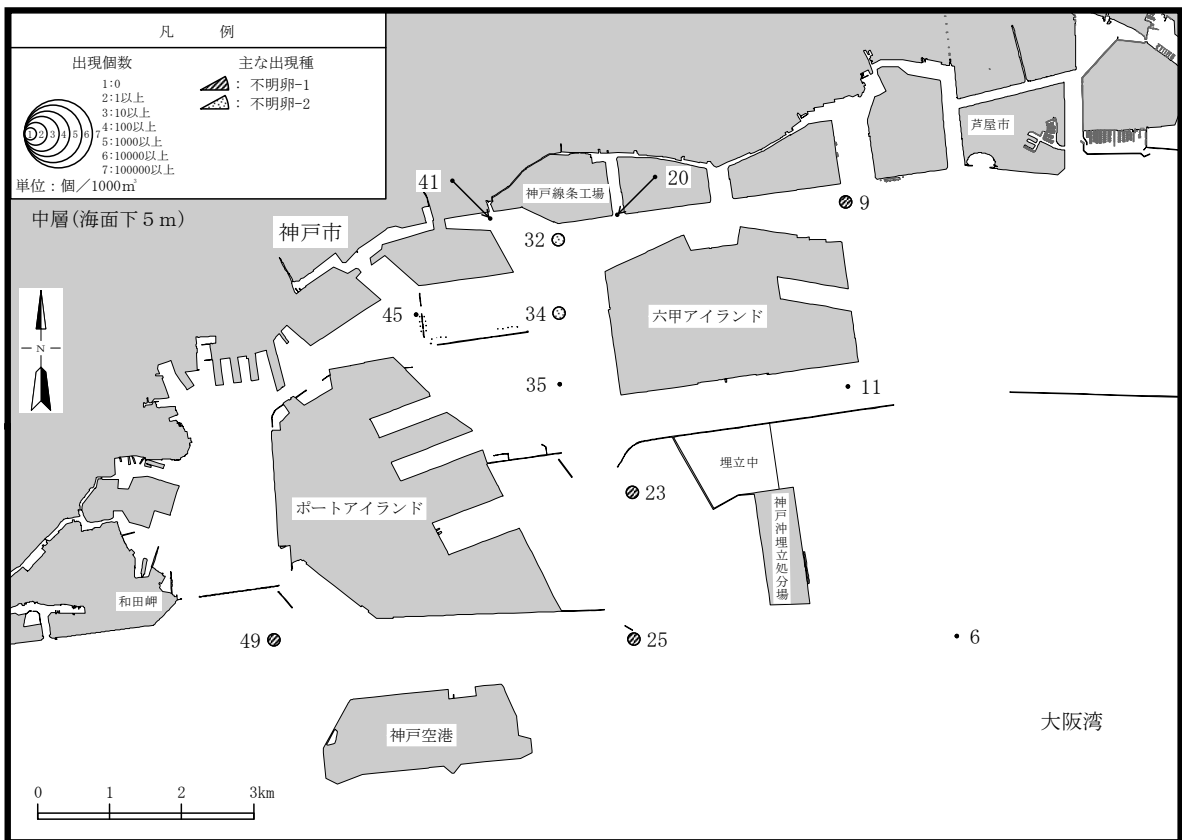 凡 例
出現個数
主な出現種
1:0
2:1以上
3:10以上
4:100以上
5:1000以上
6:10000以上
7:100000以上
1 2 3 4 5 6 7
：不明卵-1
：不明卵-2
単位：個／1000㎥
中層(海面下５ｍ)
神戸市
芦屋市
神戸線条工場
41
20
9
32
45
34
六甲アイランド
35
11
N
埋立中
ポートアイランド
23
神戸沖埋立処分場
和田岬
49
25
6
神戸空港
大阪湾
0 1 2 3km